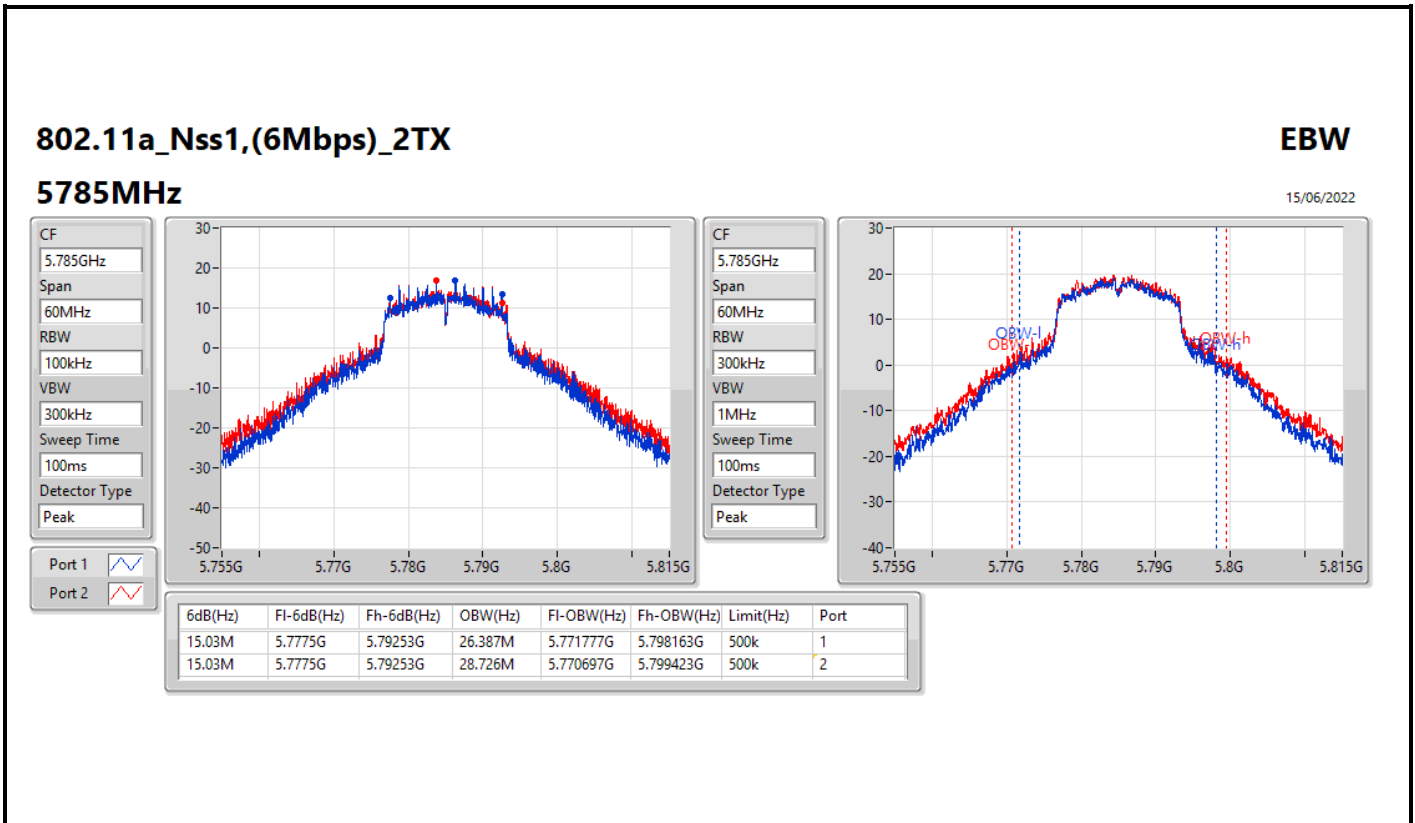 802.11a_Nss1,(6Mbps)_2TX
EBW
5785MHz
15/06/2022
CF
5.785GHz
Span
60MHz
RBW
100kHz
VBW
300kHz
Sweep Time
100ms
Detector Type
Peak
Port 1
Port 2
30
20
10
0
-10
-20
-30
-40
-50
5.755G 5.77G 5.78G 5.79G 5.8G 5.815G
CF
5.785GHz
Span
60MHz
RBW
300kHz
VBW
1MHz
Sweep Time
100ms
Detector Type
Peak
30
20
10
0
-10
-20
-30
-40
OBW-l
OBW-h
5.755G 5.77G 5.78G 5.79G 5.8G 5.815G
6dB(Hz) Fl-6dB(Hz) Fh-6dB(Hz) OBW(Hz) Fl-OBW(Hz) Fh-OBW(Hz) Limit(Hz) Port
15.03M 5.7775G 5.79253G 26.387M 5.771777G 5.798163G 500k 1
15.03M 5.7775G 5.79253G 28.726M 5.770697G 5.799423G 500k 2